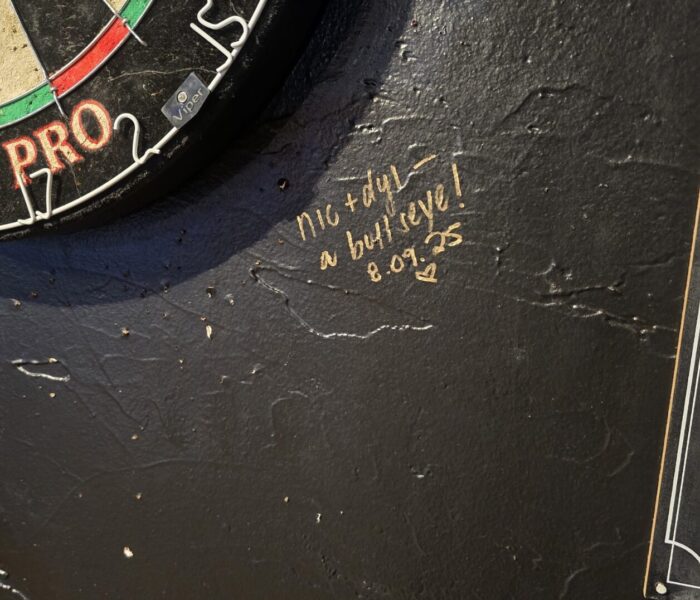 15
Viper
PRO
2
17
nic + dyl -
a bullseye!
8.09.25